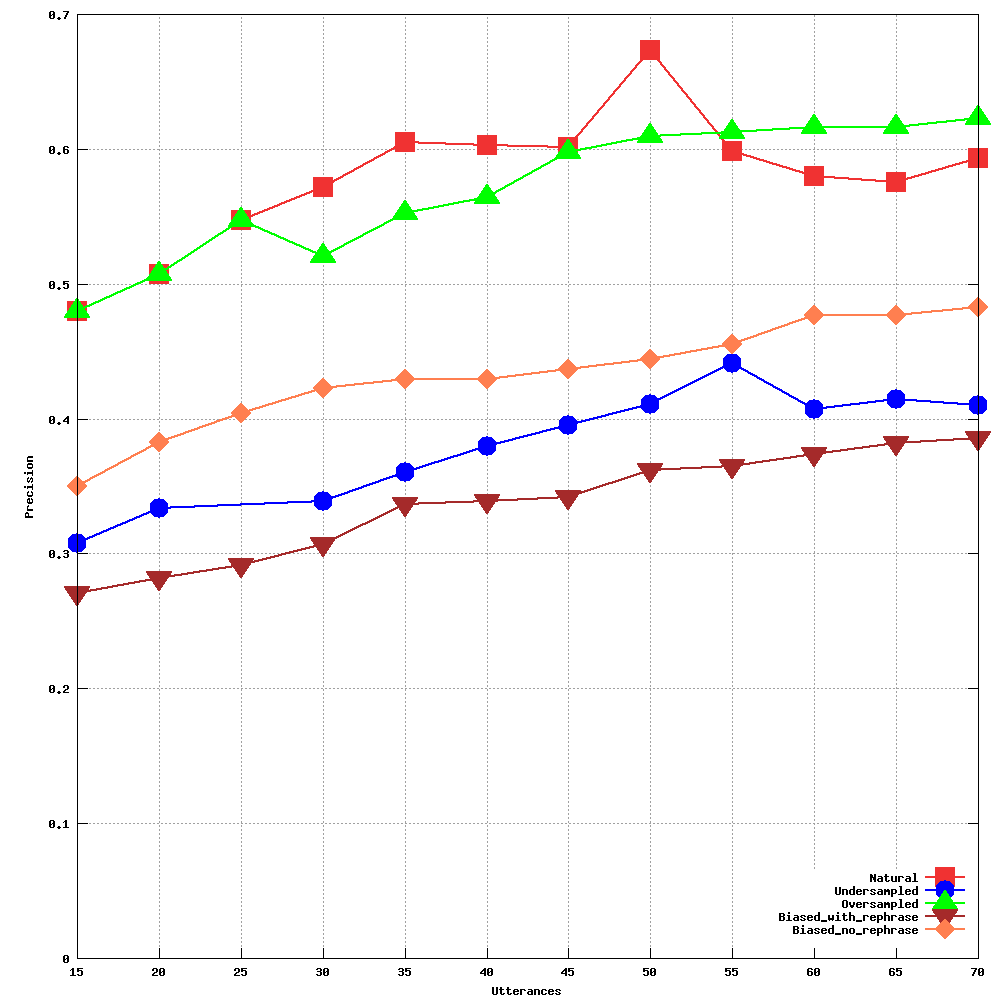 0.7
0.6
0.5
0.4
0.3
0.2
0.1
0
Precision
15 20 25 30 35 40 45 50 55 60 65 70
Utterances
Natural
Undersampled
Oversampled
Biased_with_rephrase
Biased_no_rephrase